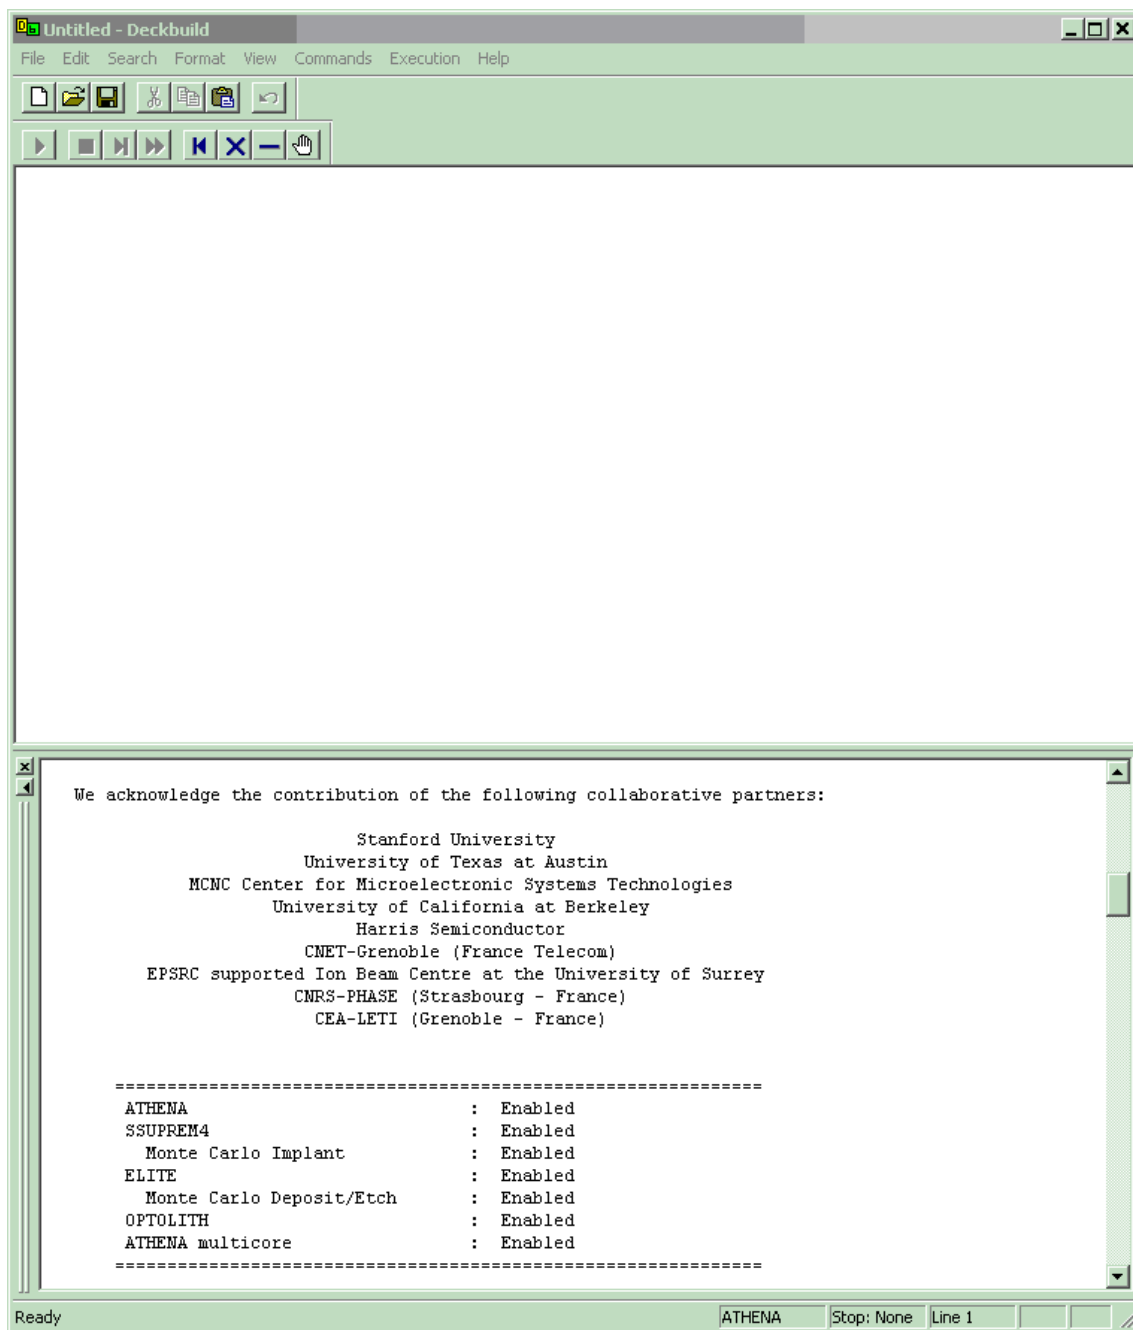 Untitled - Deckbuild
File Edit Search Format View Commands Execution Help
We acknowledge the contribution of the following collaborative partners:
Stanford University
University of Texas at Austin
MCNC Center for Microelectronic Systems Technologies
University of California at Berkeley
Harris Semiconductor
CNET-Grenoble (France Telecom)
EPSRC supported Ion Beam Centre at the University of Surrey
CNRS-PHASE (Strasbourg - France)
CEA-LETI (Grenoble - France)
==============================================================
ATHENA : Enabled
SSUPREM4 : Enabled
Monte Carlo Implant : Enabled
ELITE : Enabled
Monte Carlo Deposit/Etch : Enabled
OPTOLITH : Enabled
ATHENA multicore : Enabled
==============================================================
Ready ATHENA Stop: None Line 1